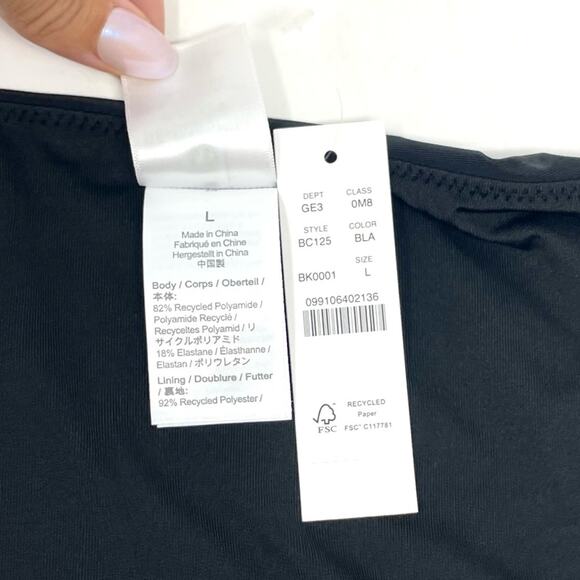 L
Made in China
Fabriqué en Chine
Hergestellt in China
中国製
Body / Corps / Oberteil /
本体:
82% Recycled Polyamide /
Polyamide Recyclé /
Recyceltes Polyamid / リ
サイクルポリアミド
18% Elastane / Élasthanne /
Elastan / ポリウレタン
Lining / Doublure / Futter
/ 裏地:
92% Recycled Polyester /
DEPT CLASS
GE3 0M8
STYLE COLOR
BC125 BLA
SIZE
BK0001 L
099106402136
FSC
RECYCLED
Paper
FSC® C117781